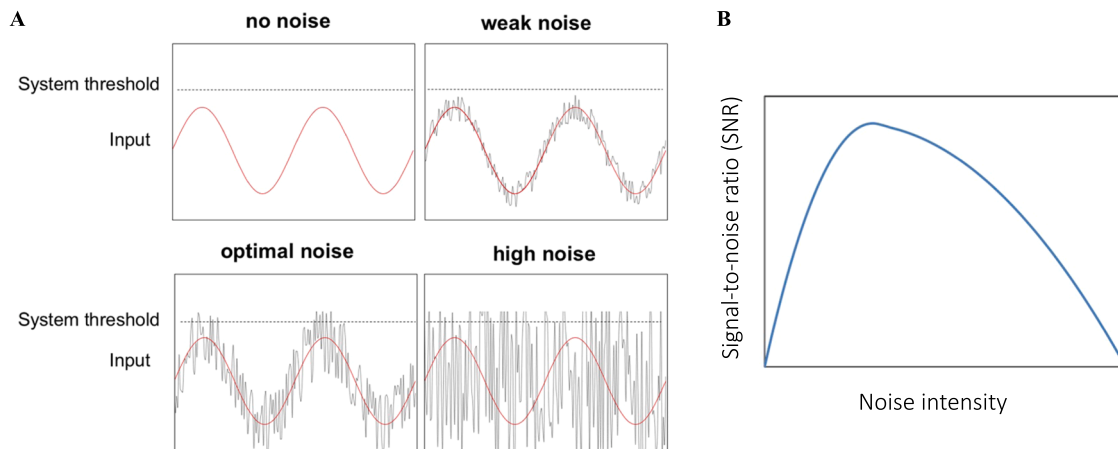 A
no noise
weak noise
System threshold
Input
optimal noise
high noise
System threshold
Input
B
Signal-to-noise ratio (SNR)
Noise intensity